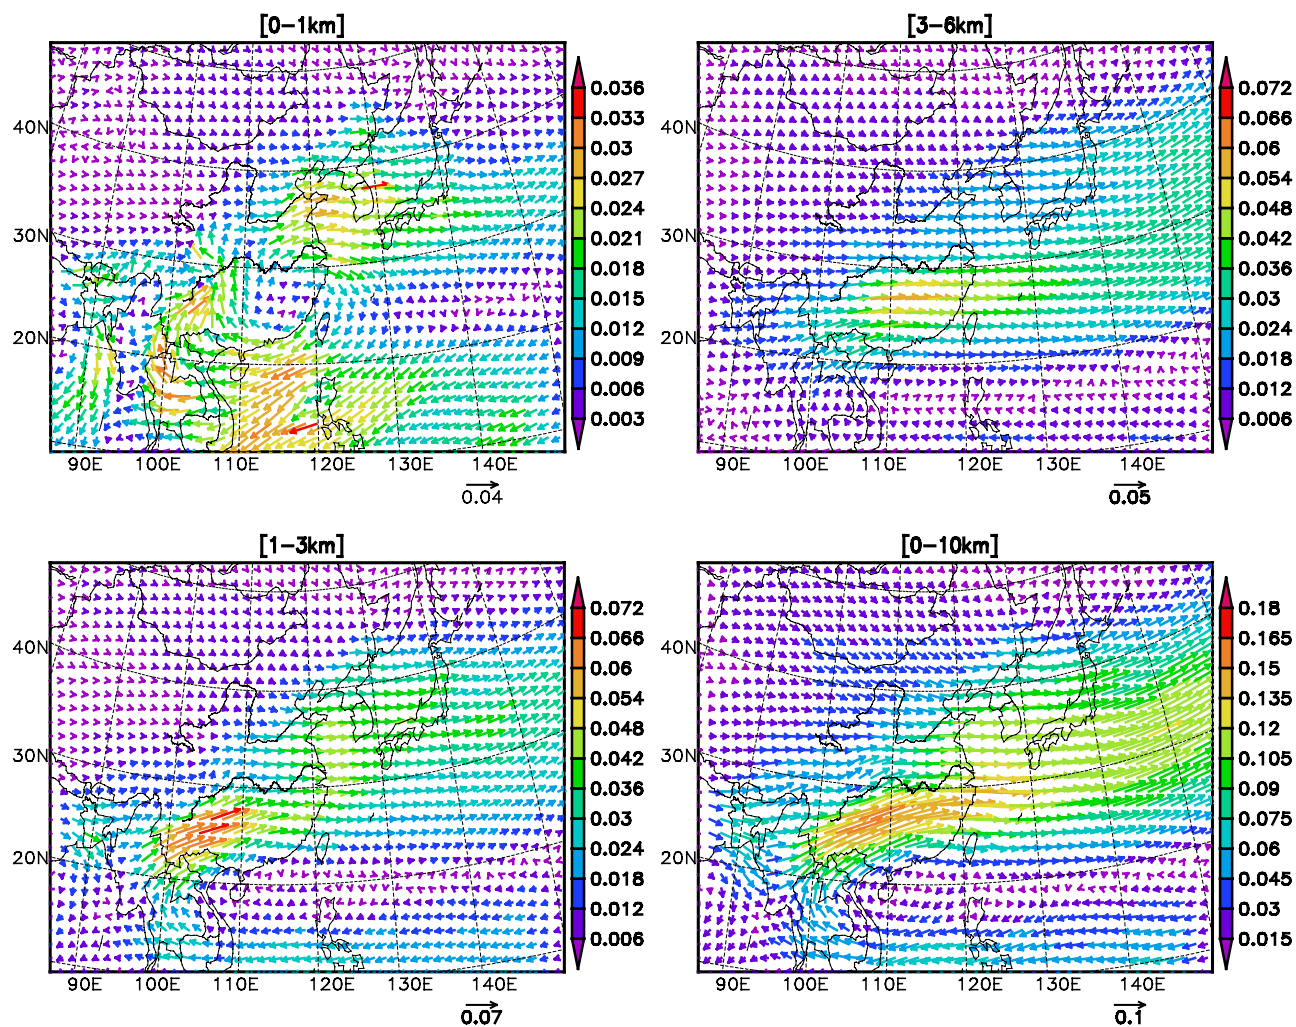 [0-1km]
0.036
0.033
0.03
0.027
0.024
0.021
0.018
0.015
0.012
0.009
0.006
0.003
40N
30N
20N
90E 100E 110E 120E 130E 140E
0.04
[3-6km]
0.072
0.066
0.06
0.054
0.048
0.042
0.036
0.03
0.024
0.018
0.012
0.006
40N
30N
20N
90E 100E 110E 120E 130E 140E
0.05
[1-3km]
0.072
0.066
0.06
0.054
0.048
0.042
0.036
0.03
0.024
0.018
0.012
0.006
40N
30N
20N
90E 100E 110E 120E 130E 140E
0.07
[0-10km]
0.18
0.165
0.15
0.135
0.12
0.105
0.09
0.075
0.06
0.045
0.03
0.015
40N
30N
20N
90E 100E 110E 120E 130E 140E
0.1